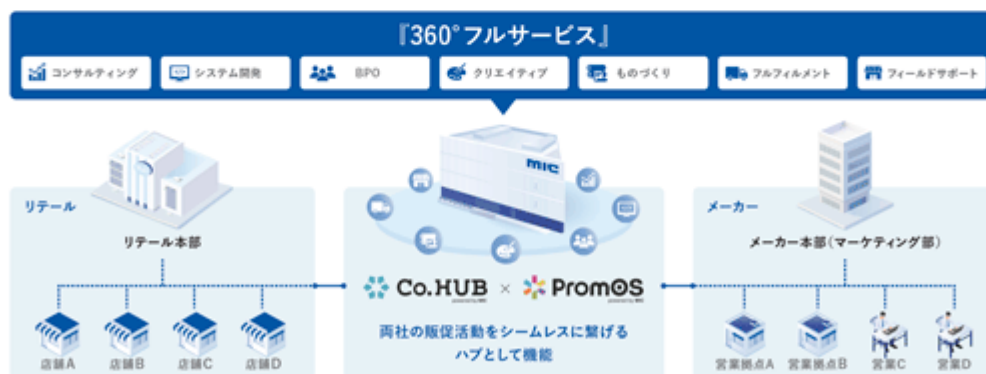 『360°フルサービス』
コンサルティング
システム開発
BPO
クリエイティブ
ものづくり
フルフィルメント
フィールドサポート
MIC
リテール
リテール本部
店舗A
店舗B
店舗C
店舗D
Co.HUB
powered by MIC
×
PromOS
powered by MIC
両社の販促活動をシームレスに繋げる
ハブとして機能
メーカー
メーカー本部(マーケティング部)
営業拠点A
営業拠点B
営業C
営業D